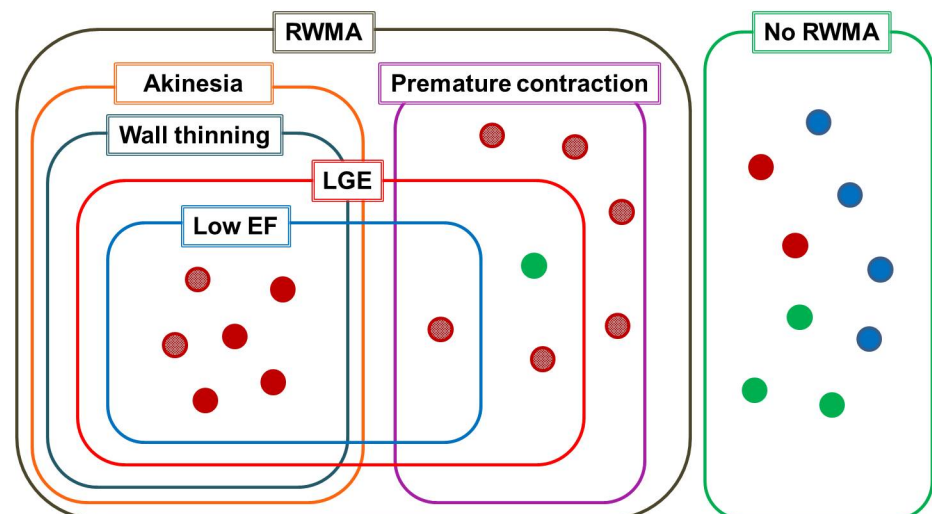 RWMA
No RWMA
Akinesia
Premature contraction
Wall thinning
LGE
Low EF